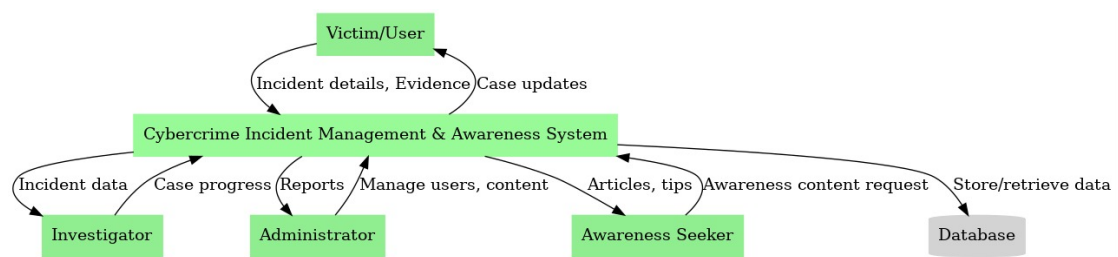 Victim/User
Incident details, Evidence
Case updates
Cybercrime Incident Management & Awareness System
Incident data
Case progress
Reports
Manage users, content
Articles, tips
Awareness content request
Store/retrieve data
Investigator
Administrator
Awareness Seeker
Database